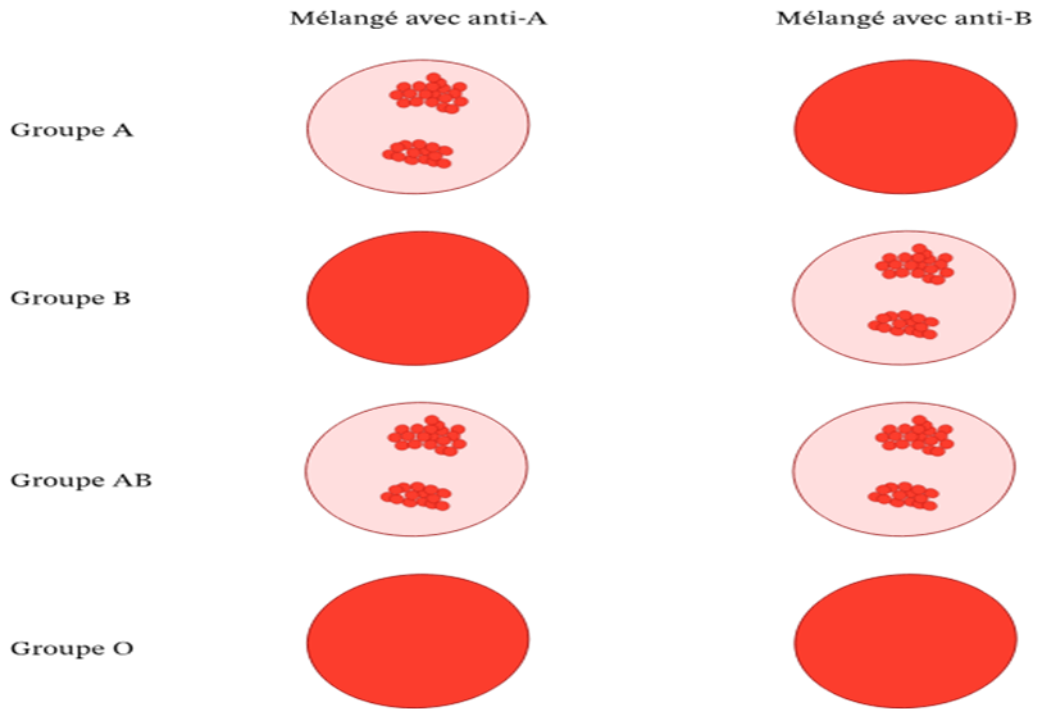 Mélangé avec anti-A
Mélangé avec anti-B
Groupe A
Groupe B
Groupe AB
Groupe O